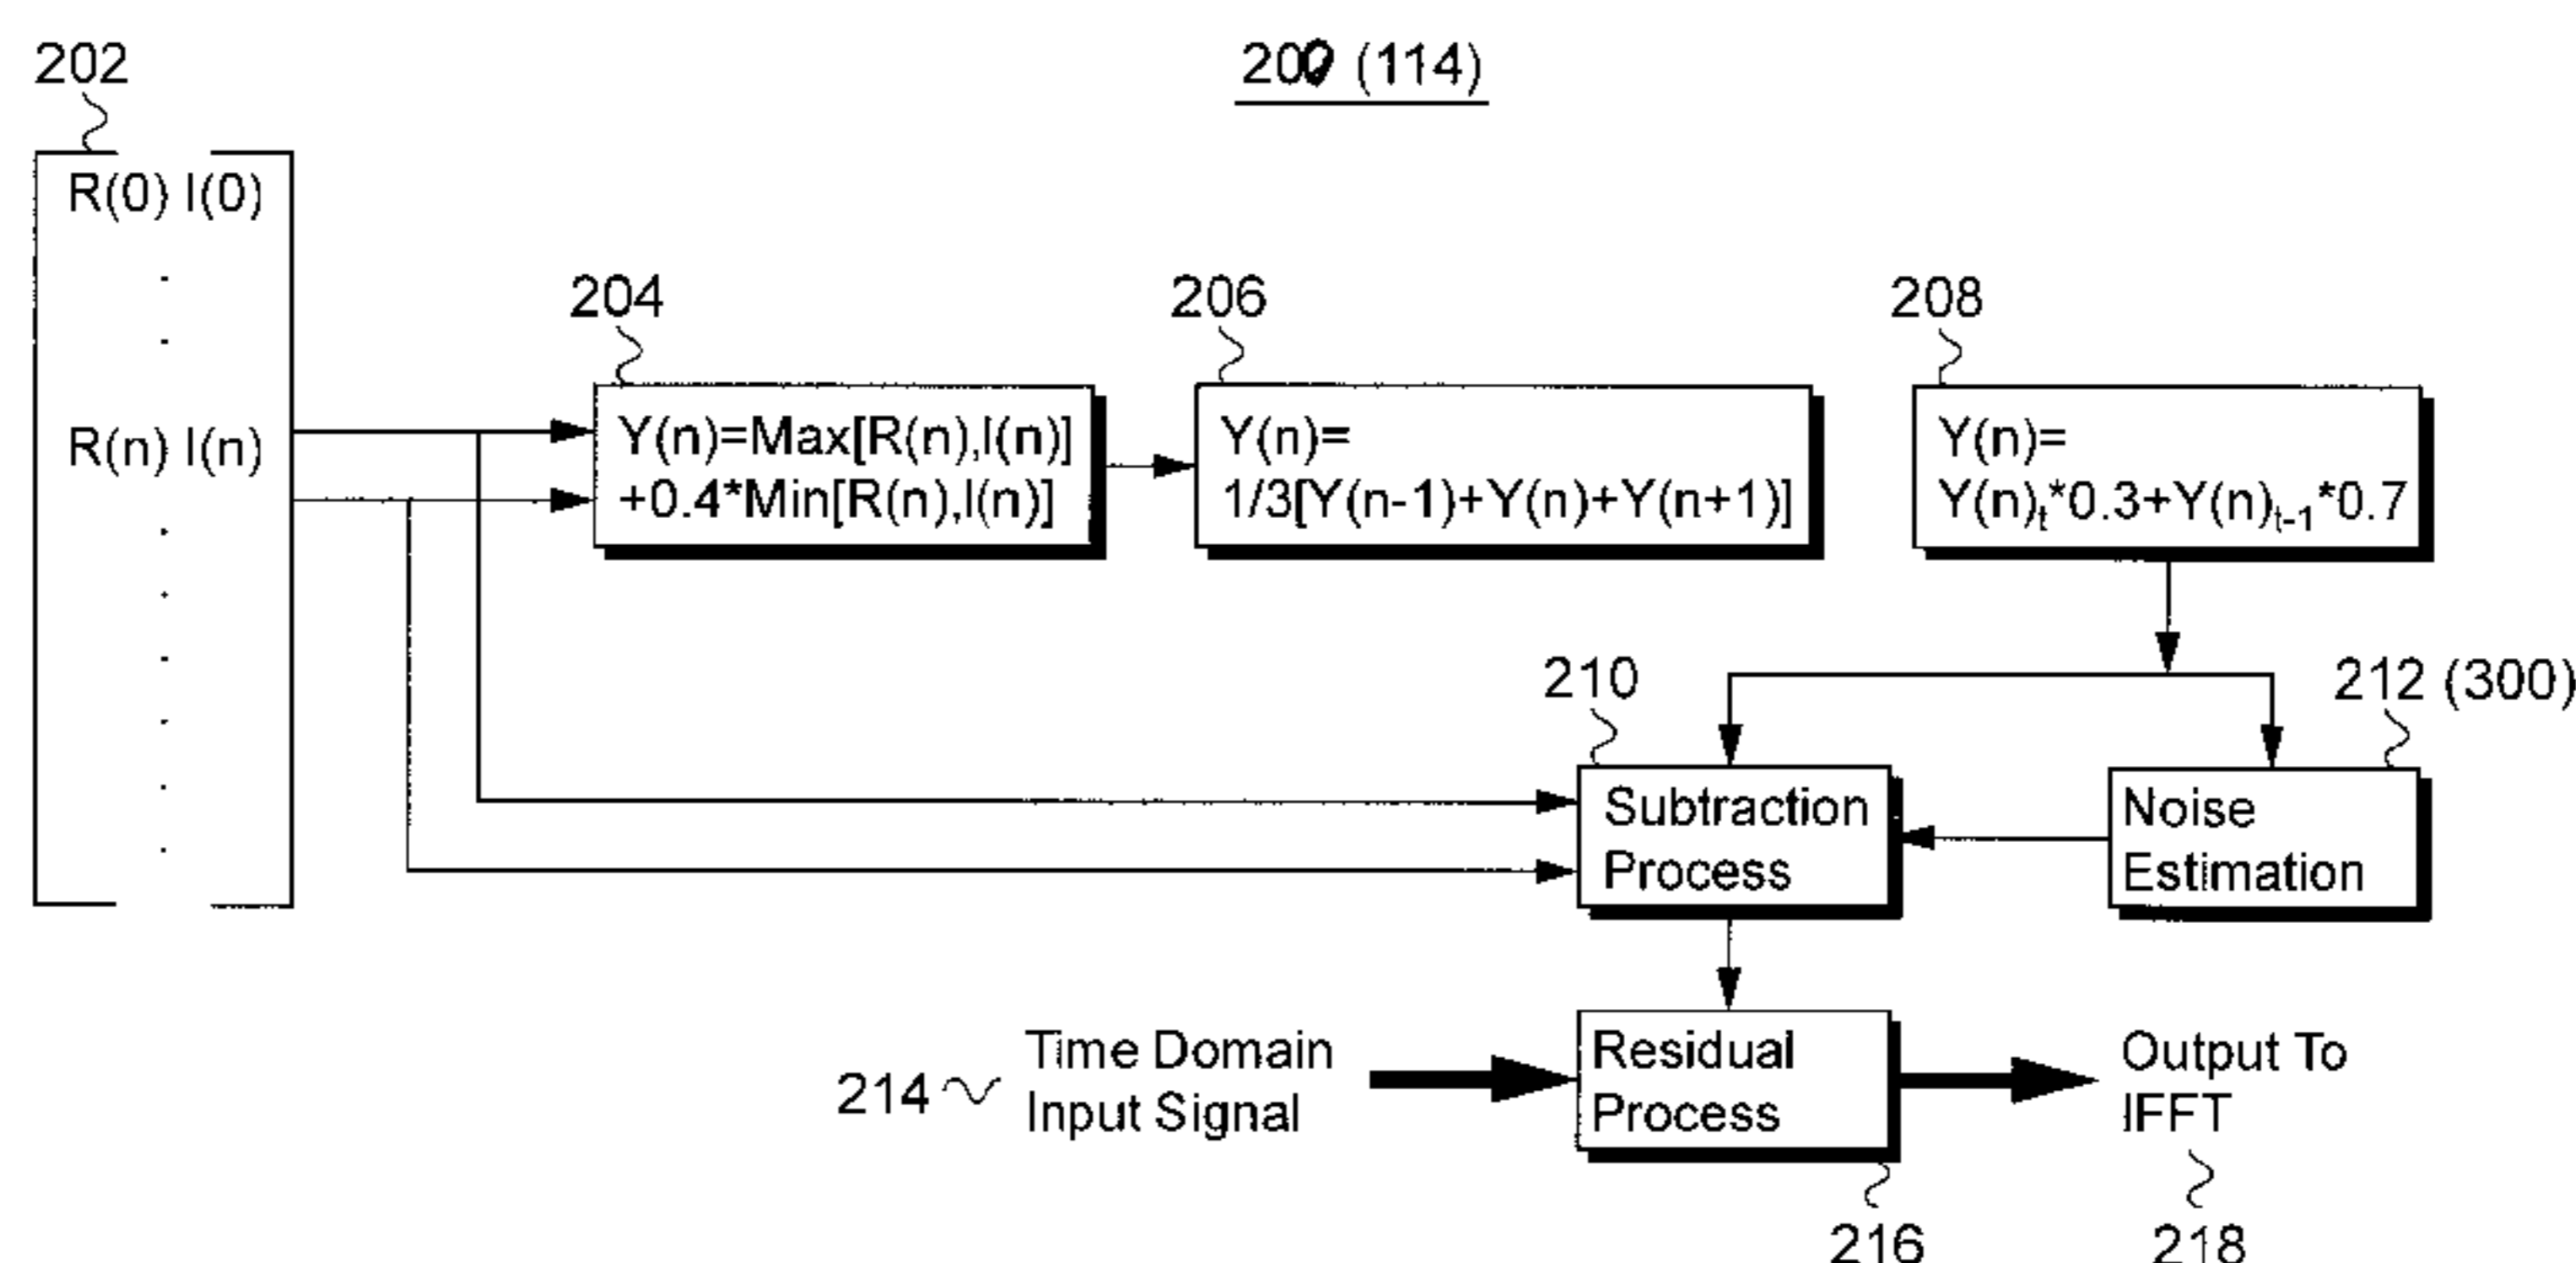 202
200 (114)
R(0) I(0)
204
206
208
R(n) I(n)
Y(n)=Max[R(n),I(n)]
+0.4*Min[R(n),I(n)]
Y(n)=
1/3[Y(n-1)+Y(n)+Y(n+1)]
Y(n)=
Y(n)t*0.3+Y(n)t-1*0.7
210
212 (300)
Subtraction
Process
Noise
Estimation
214
Time Domain
Input Signal
Residual
Process
Output To
IFFT
216
218